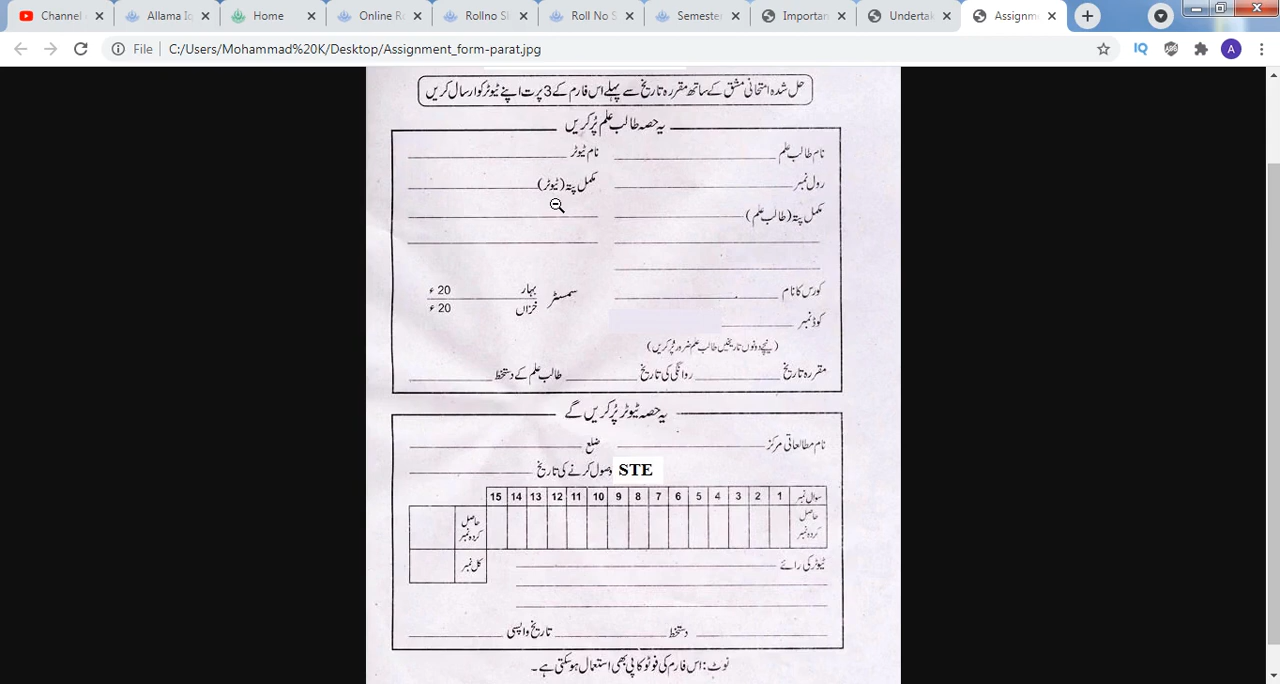 Channel
Allama Iq
Home
Online Ro
Rollno Sl
Roll No S
Semester
Importan
Undertak
Assignm
File C:/Users/Mohammad%20K/Desktop/Assignment_form-parat.jpg
IQ
A
حل شدہ امتحانی مشق کے ساتھ مقررہ تاریخ سے پہلے اس فارم کے 3 پرت اپنے ٹیوٹر کو ارسال کریں
یہ حصہ طالب علم پُر کریں
نام طالب علم نام ٹیوٹر
رول نمبر مکمل پتہ (ٹیوٹر)
مکمل پتہ (طالب علم)
کورس کا نام سمسٹر بہار 20ء
خزاں 20ء
کوڈ نمبر
(نیچے دونوں تاریخیں طالب علم ضرور پُر کریں)
مقررہ تاریخ روانگی کی تاریخ طالب علم کے دستخط
یہ حصہ ٹیوٹر پُر کریں گے
نام مطالعاتی مرکز ضلع
STE وصول کرنے کی تاریخ
سوال نمبر 1 2 3 4 5 6 7 8 9 10 11 12 13 14 15
حاصل کردہ نمبر حاصل کردہ نمبر
ٹیوٹر کی رائے کل نمبر
دستخط تاریخ واپسی
نوٹ: اس فارم کی فوٹو کاپی بھی استعمال ہو سکتی ہے۔